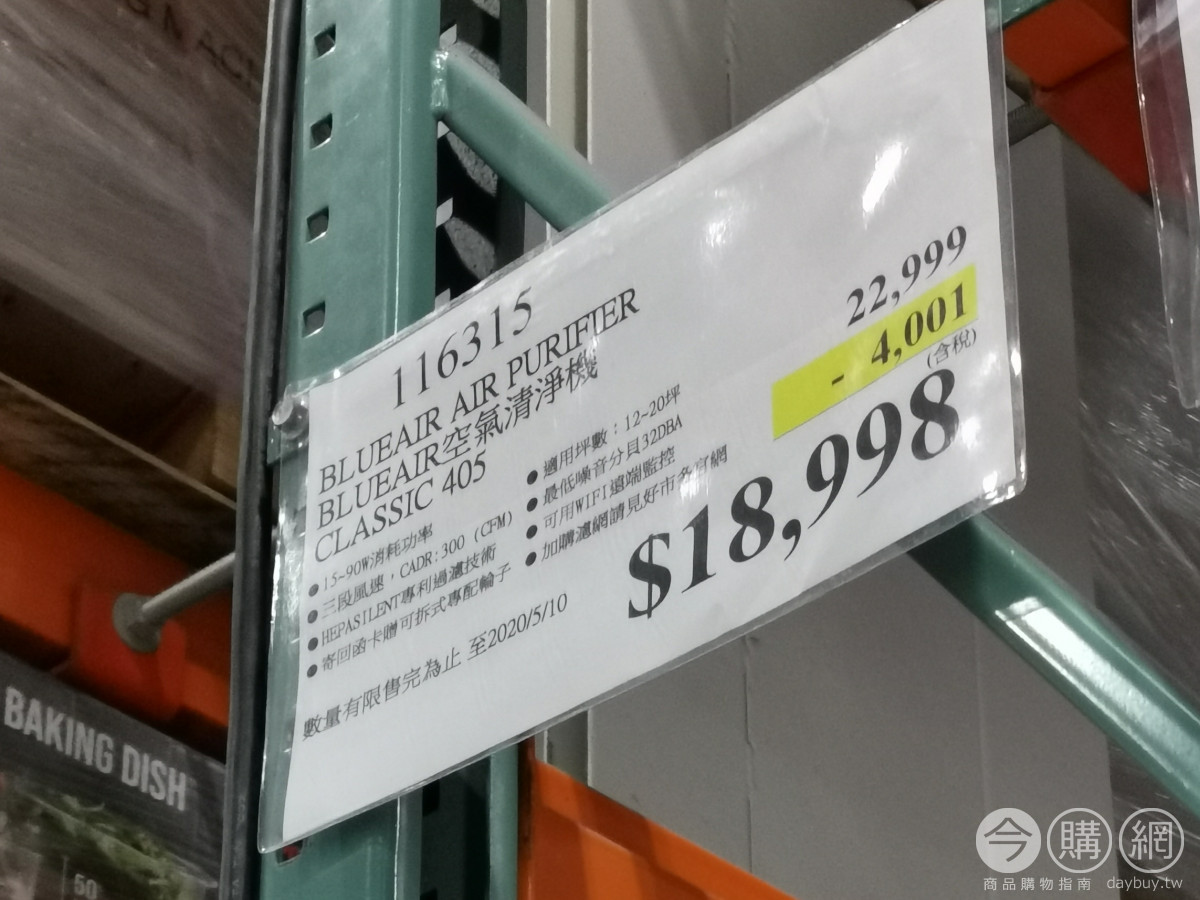 116315
BLUEAIR AIR PURIFIER
BLUEAIR空氣清淨機
CLASSIC 405
●15-90W消耗功率
●三段風速，CADR:300 (CFM)
●HEPASILENT專利過濾技術
●寄回函卡贈可拆式專配輪子
●適用坪數：12~20坪
●最低噪音分貝32DBA
●可用WIFI遠端監控
●加購濾網請見好市多官網
數量有限售完為止 至2020/5/10
22,999
- 4,001
(含稅)
$18,998
BAKING DISH
50
今購網
商品購物指南 daybuy.tw